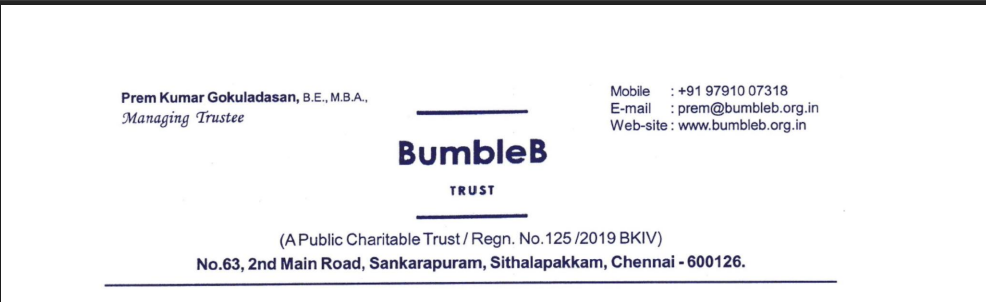 Prem Kumar Gokuladasan, B.E., M.B.A.,
Managing Trustee
Mobile : +91 97910 07318
E-mail : prem@bumbleb.org.in
Web-site : www.bumbleb.org.in
BumbleB
TRUST
(A Public Charitable Trust / Regn. No.125 /2019 BKIV)
No.63, 2nd Main Road, Sankarapuram, Sithalapakkam, Chennai - 600126.